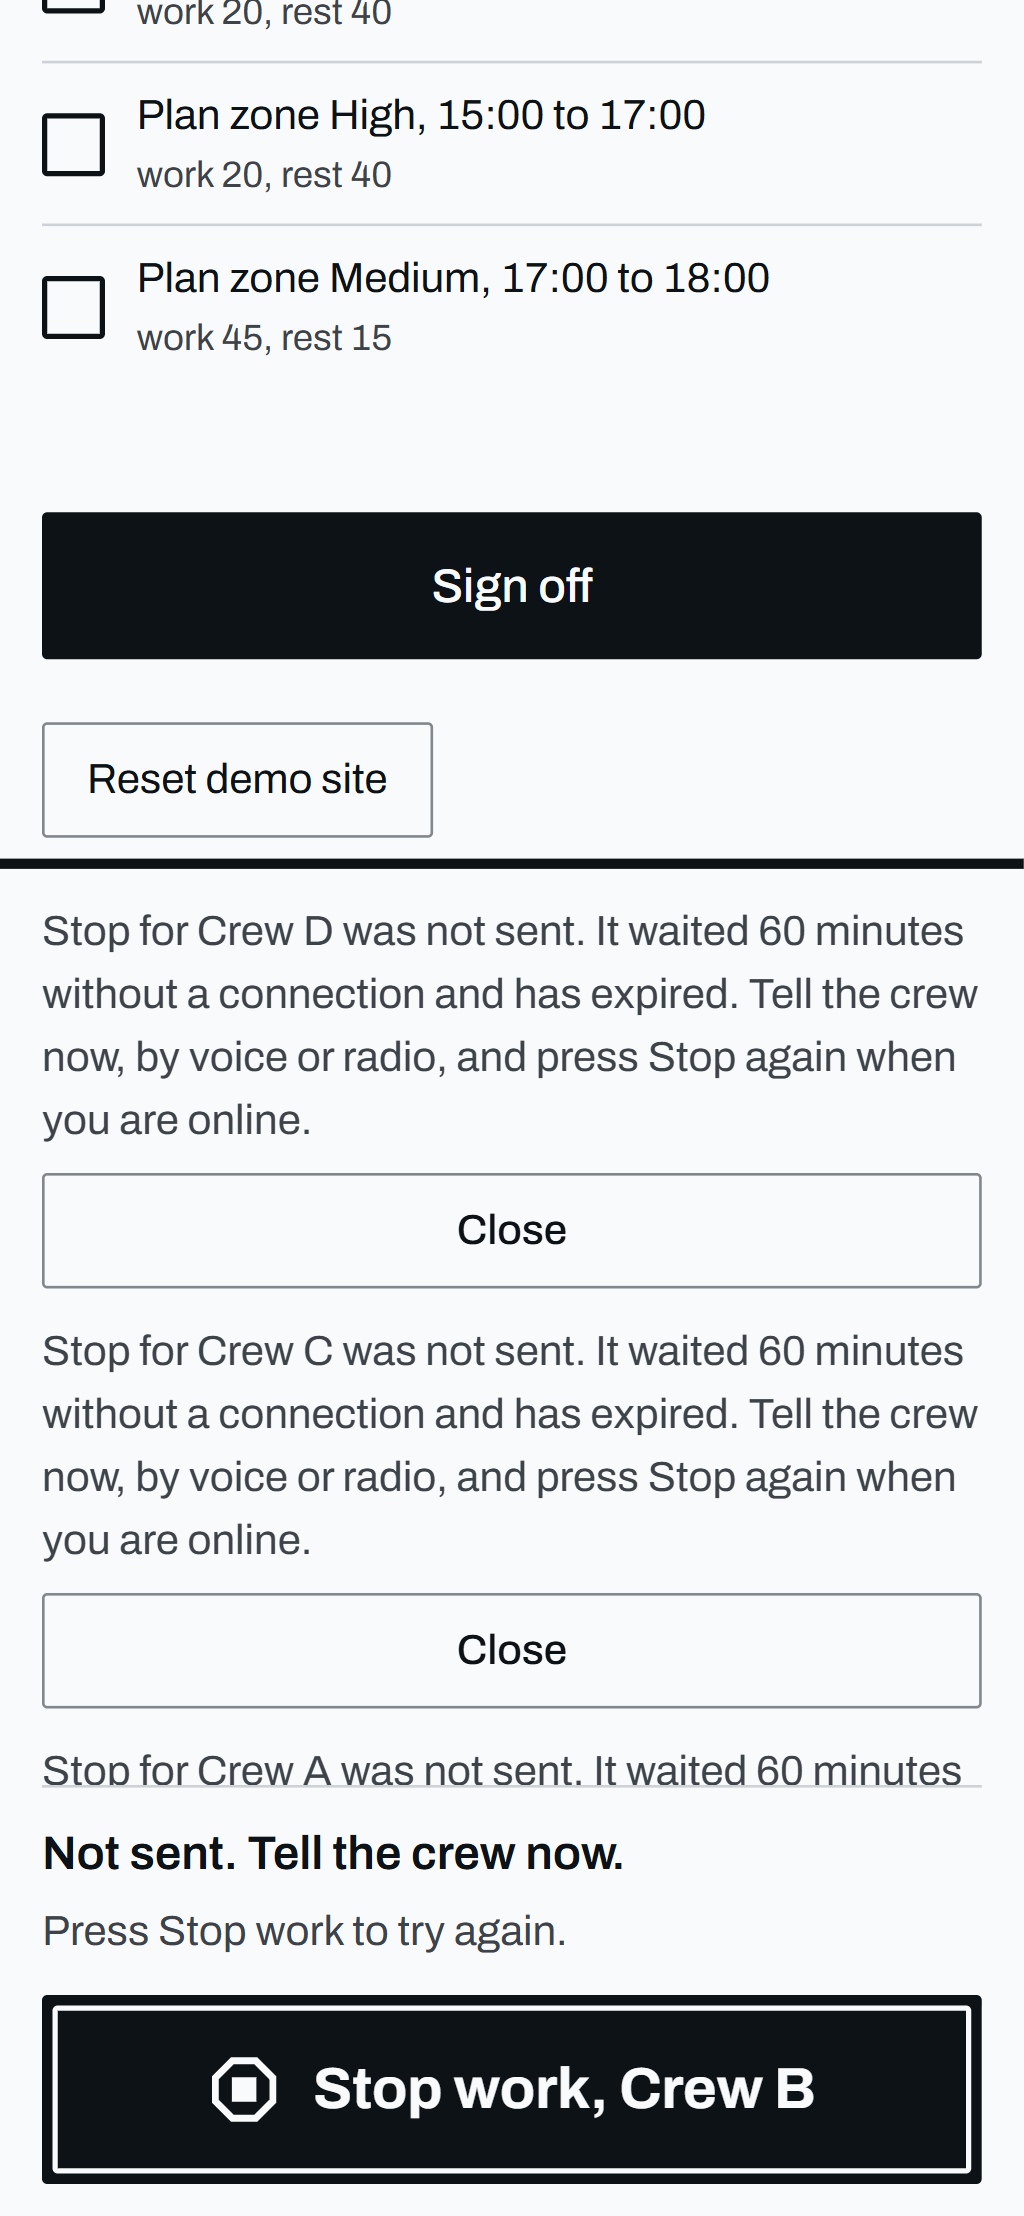 work 20, rest 40
Plan zone High, 15:00 to 17:00
work 20, rest 40
Plan zone Medium, 17:00 to 18:00
work 45, rest 15
Sign off
Reset demo site
Stop for Crew D was not sent. It waited 60 minutes
without a connection and has expired. Tell the crew
now, by voice or radio, and press Stop again when
you are online.
Close
Stop for Crew C was not sent. It waited 60 minutes
without a connection and has expired. Tell the crew
now, by voice or radio, and press Stop again when
you are online.
Close
Stop for Crew A was not sent. It waited 60 minutes
Not sent. Tell the crew now.
Press Stop work to try again.
Stop work, Crew B